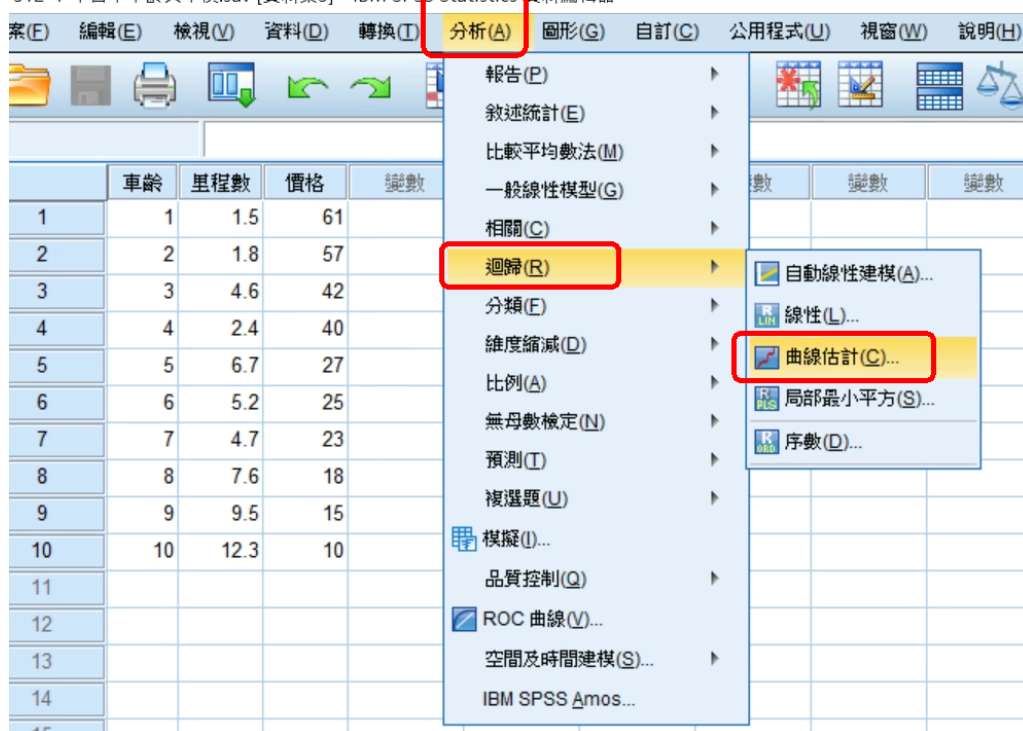 IBM SPSS Statistics
案(F) 編輯(E) 檢視(V) 資料(D) 轉換(T) 分析(A) 圖形(G) 自訂(C) 公用程式(U) 視窗(W) 說明(H)
報告(P)
敘述統計(E)
比較平均數法(M)
一般線性模型(G)
相關(C)
迴歸(R)
分類(F)
維度縮減(D)
比例(A)
無母數檢定(N)
預測(T)
複選題(U)
模擬(I)...
品質控制(Q)
ROC 曲線(V)...
空間及時間建模(S)...
IBM SPSS Amos...
自動線性建模(A)...
線性(L)...
曲線估計(C)...
局部最小平方(S)...
序數(D)...
車齡 里程數 價格 變數 變數 變數 變數
1 1 1.5 61
2 2 1.8 57
3 3 4.6 42
4 4 2.4 40
5 5 6.7 27
6 6 5.2 25
7 7 4.7 23
8 8 7.6 18
9 9 9.5 15
10 10 12.3 10
11
12
13
14